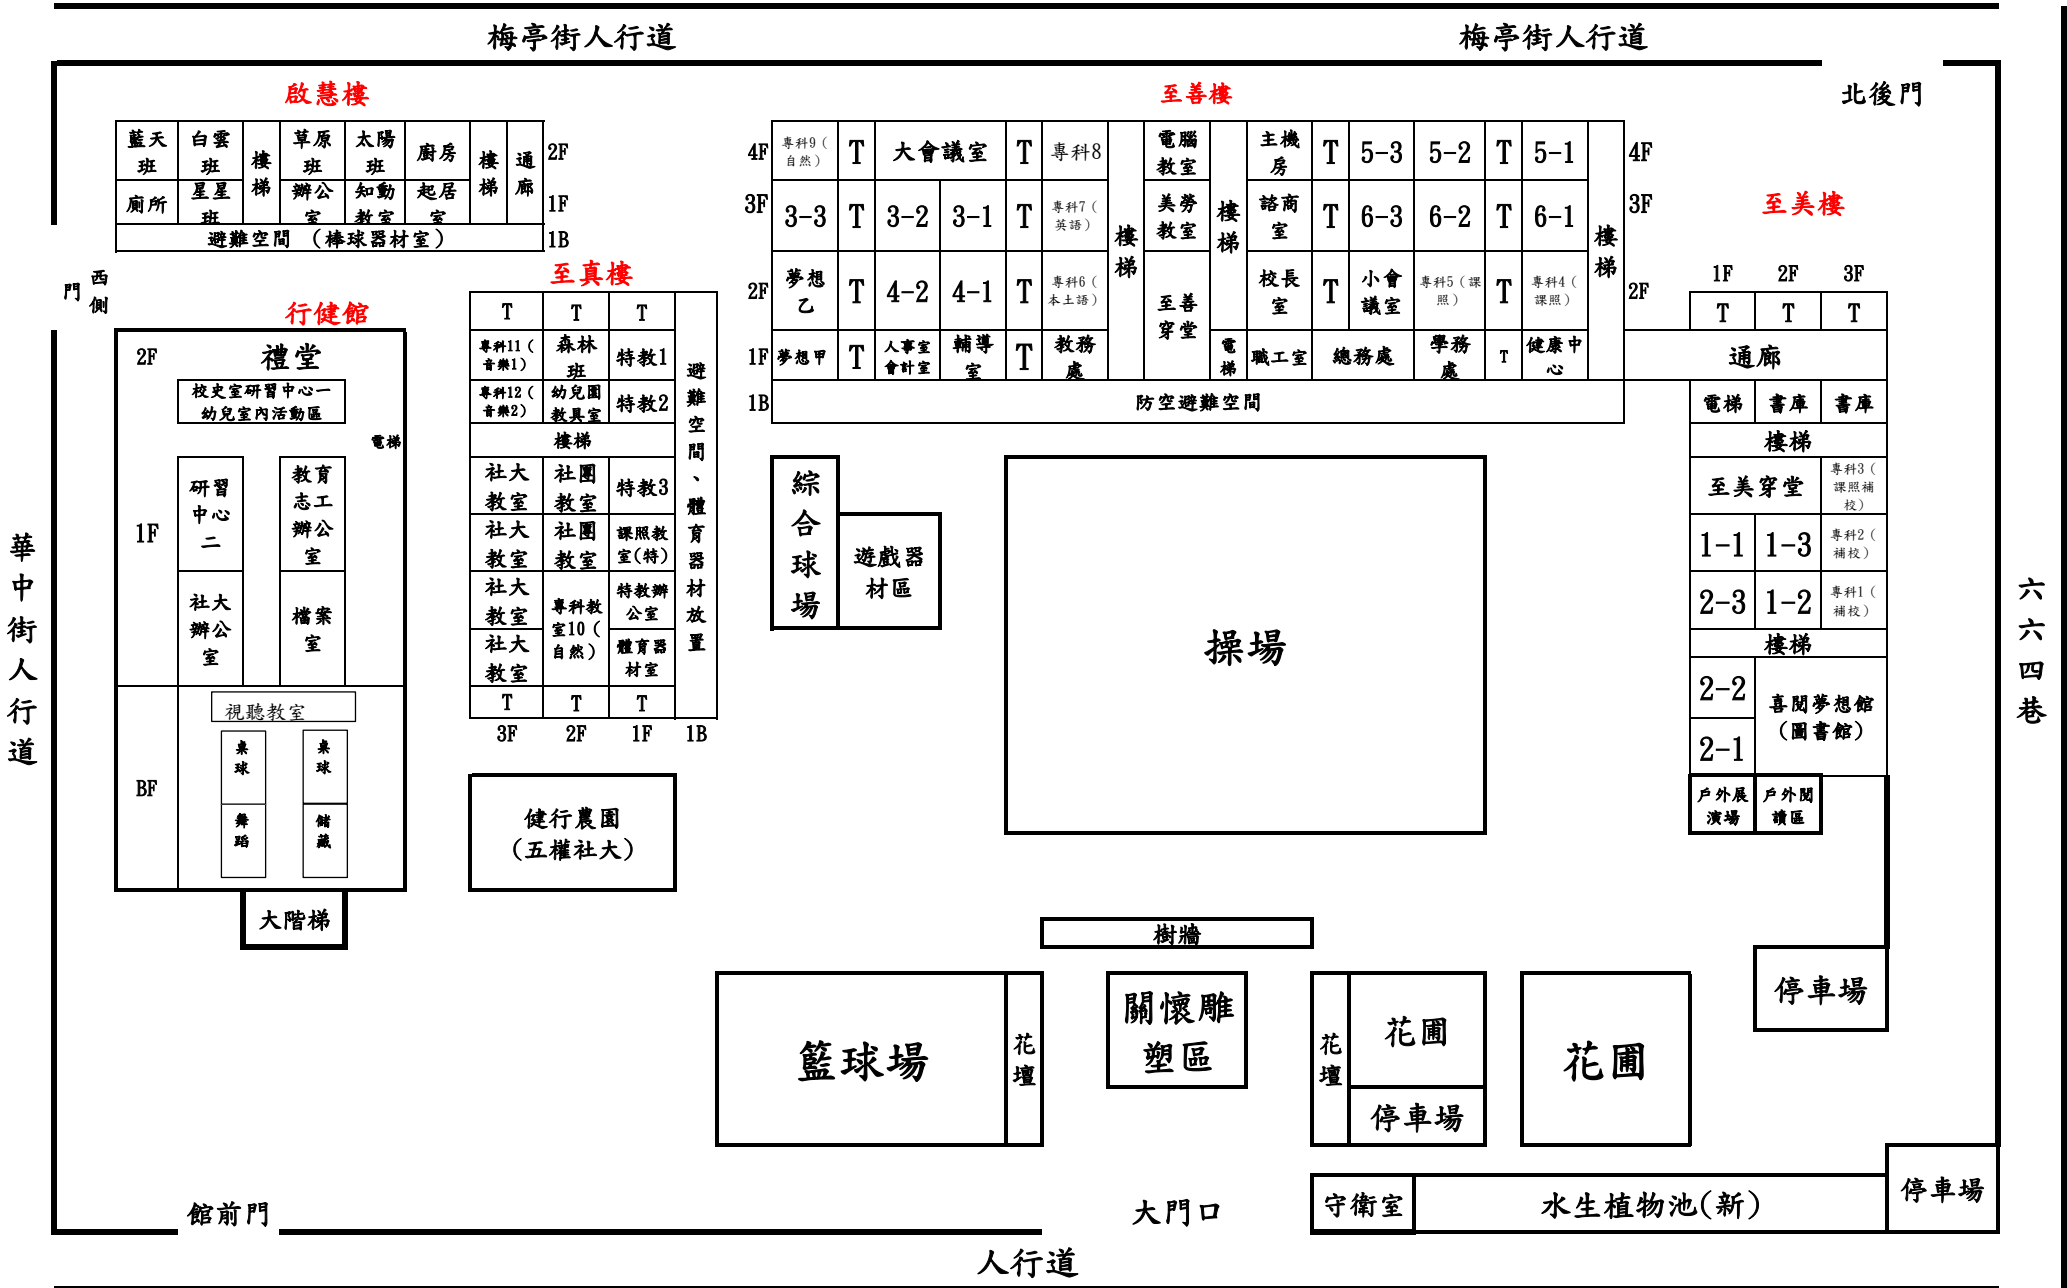 梅亭街人行道
梅亭街人行道
北後門
啟慧樓
藍天班
白雲班
樓梯
草原班
太陽班
廚房
樓梯
通廊
2F
廁所
星星班
辦公室
知動教室
起居室
1F
避難空間 （棒球器材室）
1B
至善樓
4F
專科9（自然）
T
大會議室
T
專科8
樓梯
電腦教室
樓梯
主機房
T
5-3
5-2
T
5-1
樓梯
4F
3F
3-3
T
3-2
3-1
T
專科7（英語）
美勞教室
諮商室
T
6-3
6-2
T
6-1
3F
2F
夢想乙
T
4-2
4-1
T
專科6（本土語）
至善穿堂
校長室
T
小會議室
專科5（課照）
T
專科4（課照）
2F
1F
夢想甲
T
人事室會計室
輔導室
T
教務處
電梯
職工室
總務處
學務處
T
健康中心
1B
防空避難空間
至美樓
1F
2F
3F
T
T
T
通廊
電梯
書庫
書庫
樓梯
至美穿堂
專科3（課照補校）
1-1
1-3
專科2（補校）
2-3
1-2
專科1（補校）
樓梯
2-2
喜閱夢想館
（圖書館）
2-1
戶外展演場
戶外閱讀區
西側門
行健館
2F
禮堂
校史室研習中心一
幼兒室內活動區
電梯
1F
研習中心二
教育志工辦公室
社大辦公室
檔案室
BF
視聽教室
桌球
桌球
舞蹈
儲藏
大階梯
至真樓
T
T
T
避難空間、體育器材放置
專科11（音樂1）
森林班
特教1
專科12（音樂2）
幼兒園教具室
特教2
樓梯
社大教室
社團教室
特教3
社大教室
社團教室
課照教室(特)
社大教室
專科教室10（自然）
特教辦公室
社大教室
體育器材室
T
T
T
3F
2F
1F
1B
健行農園
（五權社大）
綜合球場
遊戲器材區
操場
樹牆
籃球場
花壇
關懷雕塑區
花壇
花圃
停車場
花圃
停車場
停車場
守衛室
水生植物池(新)
館前門
大門口
人行道
華中街人行道
六六四巷